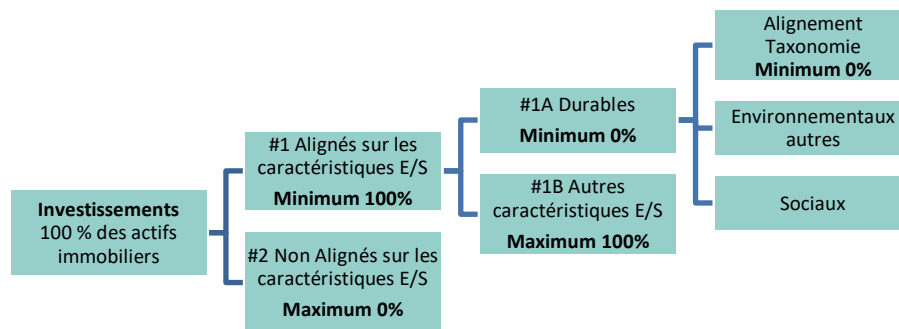 Investissements
100 % des actifs
immobiliers
#1 Alignés sur les
caractéristiques E/S
Minimum 100%
#2 Non Alignés sur les
caractéristiques E/S
Maximum 0%
#1A Durables
Minimum 0%
#1B Autres
caractéristiques E/S
Maximum 100%
Alignement
Taxonomie
Minimum 0%
Environnementaux
autres
Sociaux